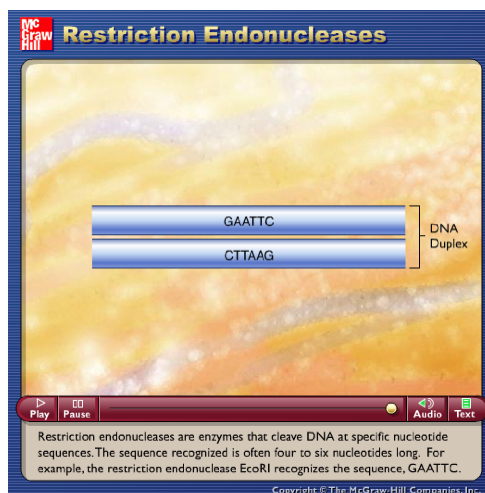 Mc
Graw
Hill
Restriction Endonucleases
GAATTC
CTTAAG
DNA
Duplex
Play
Pause
Audio
Text
Restriction endonucleases are enzymes that cleave DNA at specific nucleotide
sequences. The sequence recognized is often four to six nucleotides long. For
example, the restriction endonuclease EcoRI recognizes the sequence, GAATTC.
Copyright © The McGraw-Hill Companies, Inc.